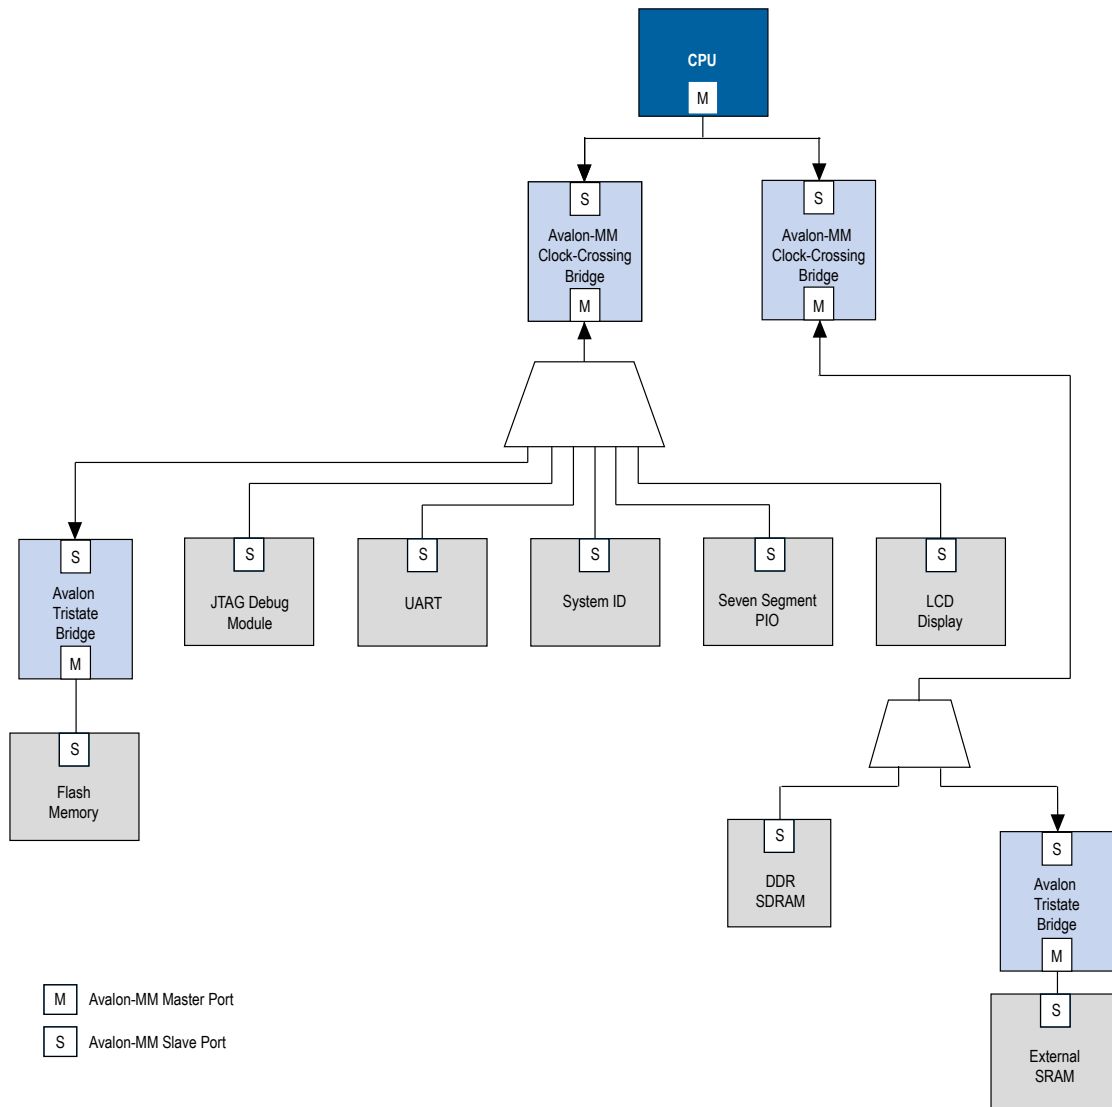 CPU
M
S
S
Avalon-MM
Clock-Crossing
Bridge
Avalon-MM
Clock-Crossing
Bridge
M
M
S
Avalon
Tristate
Bridge
M
S
JTAG Debug
Module
S
UART
S
System ID
S
Seven Segment
PIO
S
LCD
Display
S
Flash
Memory
S
DDR
SDRAM
S
Avalon
Tristate
Bridge
M
S
External
SRAM
M Avalon-MM Master Port
S Avalon-MM Slave Port